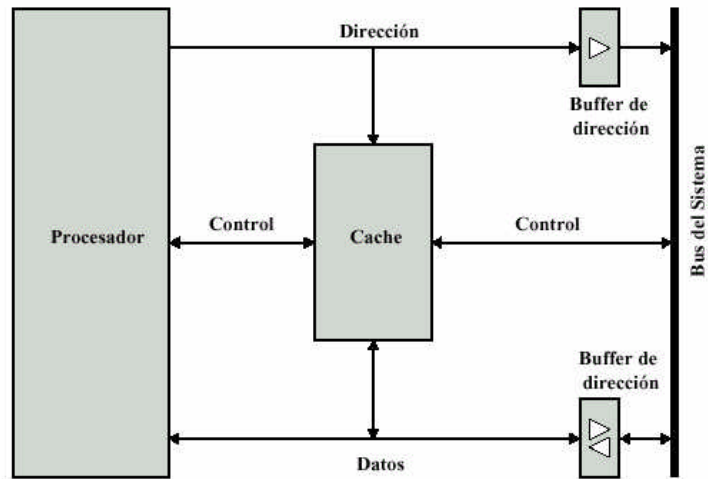 Dirección
Buffer de
dirección
Procesador
Control
Cache
Control
Bus del Sistema
Buffer de
dirección
Datos